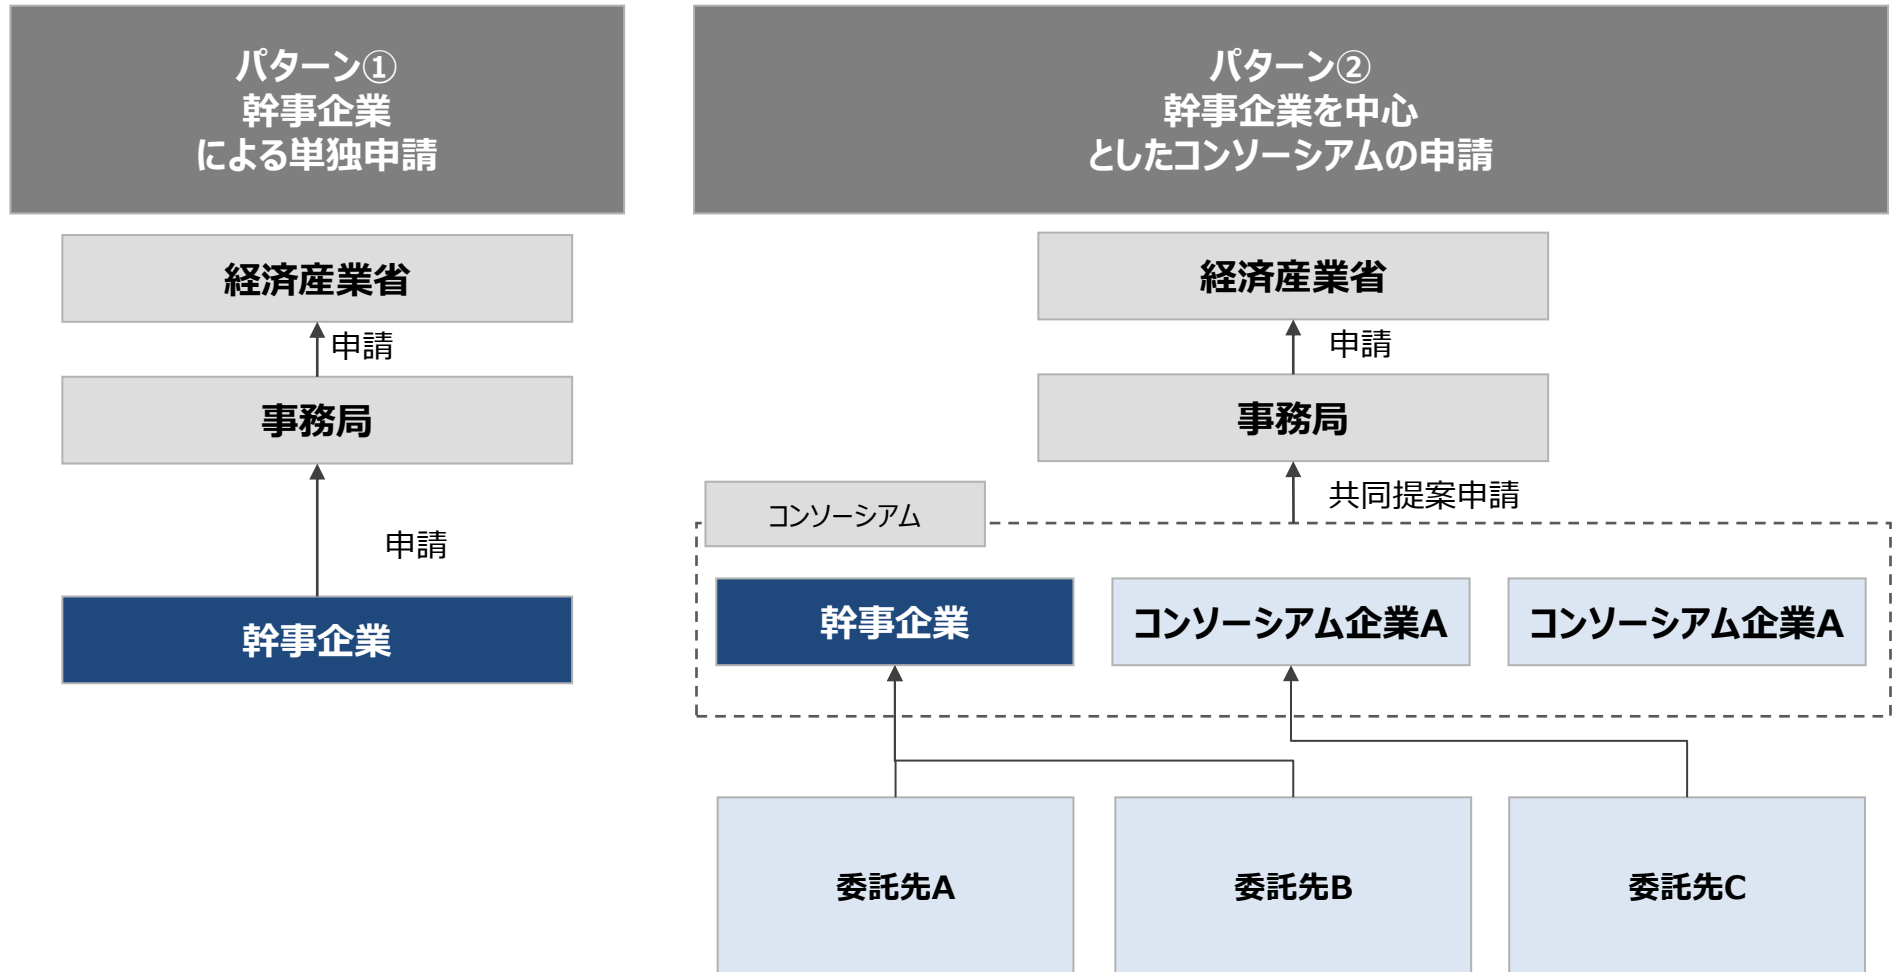 パターン①
幹事企業
による単独申請
経済産業省
申請
事務局
申請
幹事企業
パターン②
幹事企業を中心
としたコンソーシアムの申請
経済産業省
申請
事務局
共同提案申請
コンソーシアム
幹事企業
コンソーシアム企業A
コンソーシアム企業A
委託先A
委託先B
委託先C